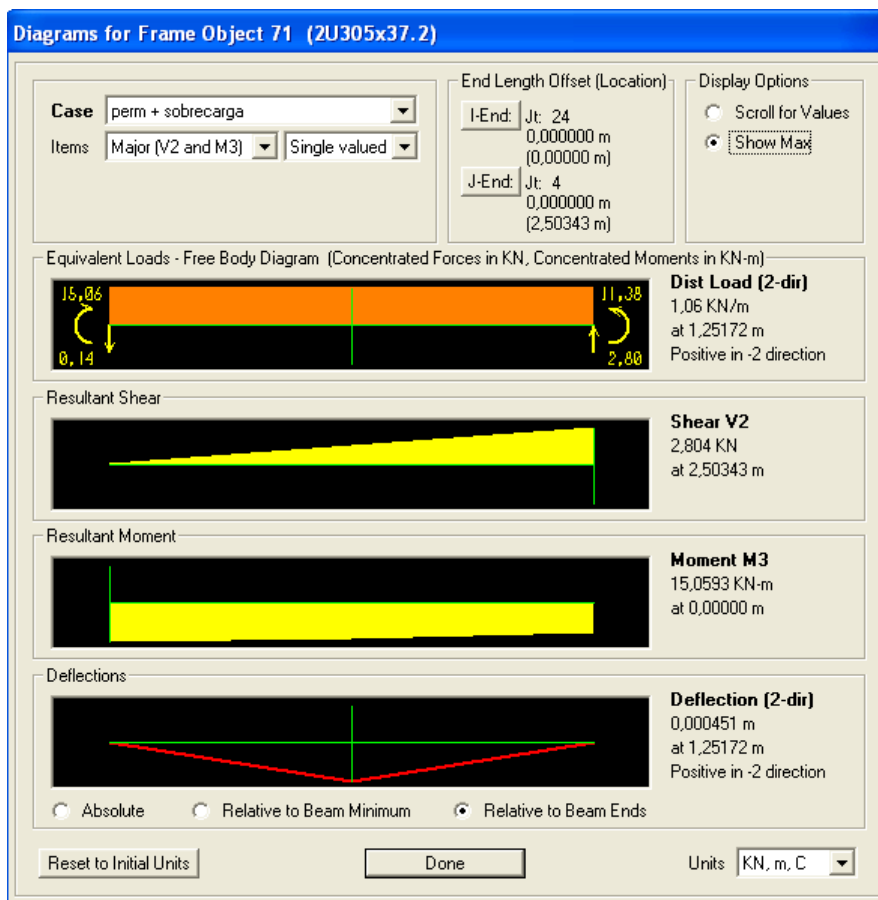 Diagrams for Frame Object 71 (2U305x37.2)
End Length Offset (Location)
Display Options
Case perm + sobrecarga
Items Major (V2 and M3) Single valued
I-End: Jt: 24
0,000000 m
(0,00000 m)
J-End: Jt: 4
0,000000 m
(2,50343 m)
Scroll for Values
Show Max
Equivalent Loads - Free Body Diagram (Concentrated Forces in KN, Concentrated Moments in KN-m)
15,06 11,38
0,14 2,80
Dist Load (2-dir)
1,06 KN/m
at 1,25172 m
Positive in -2 direction
Resultant Shear
Shear V2
2,804 KN
at 2,50343 m
Resultant Moment
Moment M3
15,0593 KN-m
at 0,00000 m
Deflections
Deflection (2-dir)
0,000451 m
at 1,25172 m
Positive in -2 direction
Absolute Relative to Beam Minimum Relative to Beam Ends
Reset to Initial Units Done Units KN, m, C